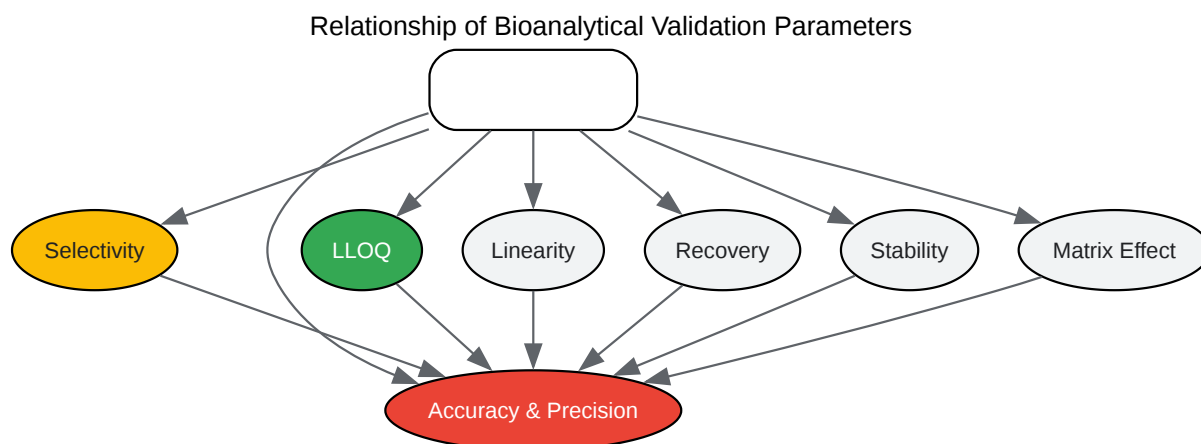 Relationship of Bioanalytical Validation Parameters
Selectivity
LLOQ
Linearity
Recovery
Stability
Matrix Effect
Accuracy & Precision